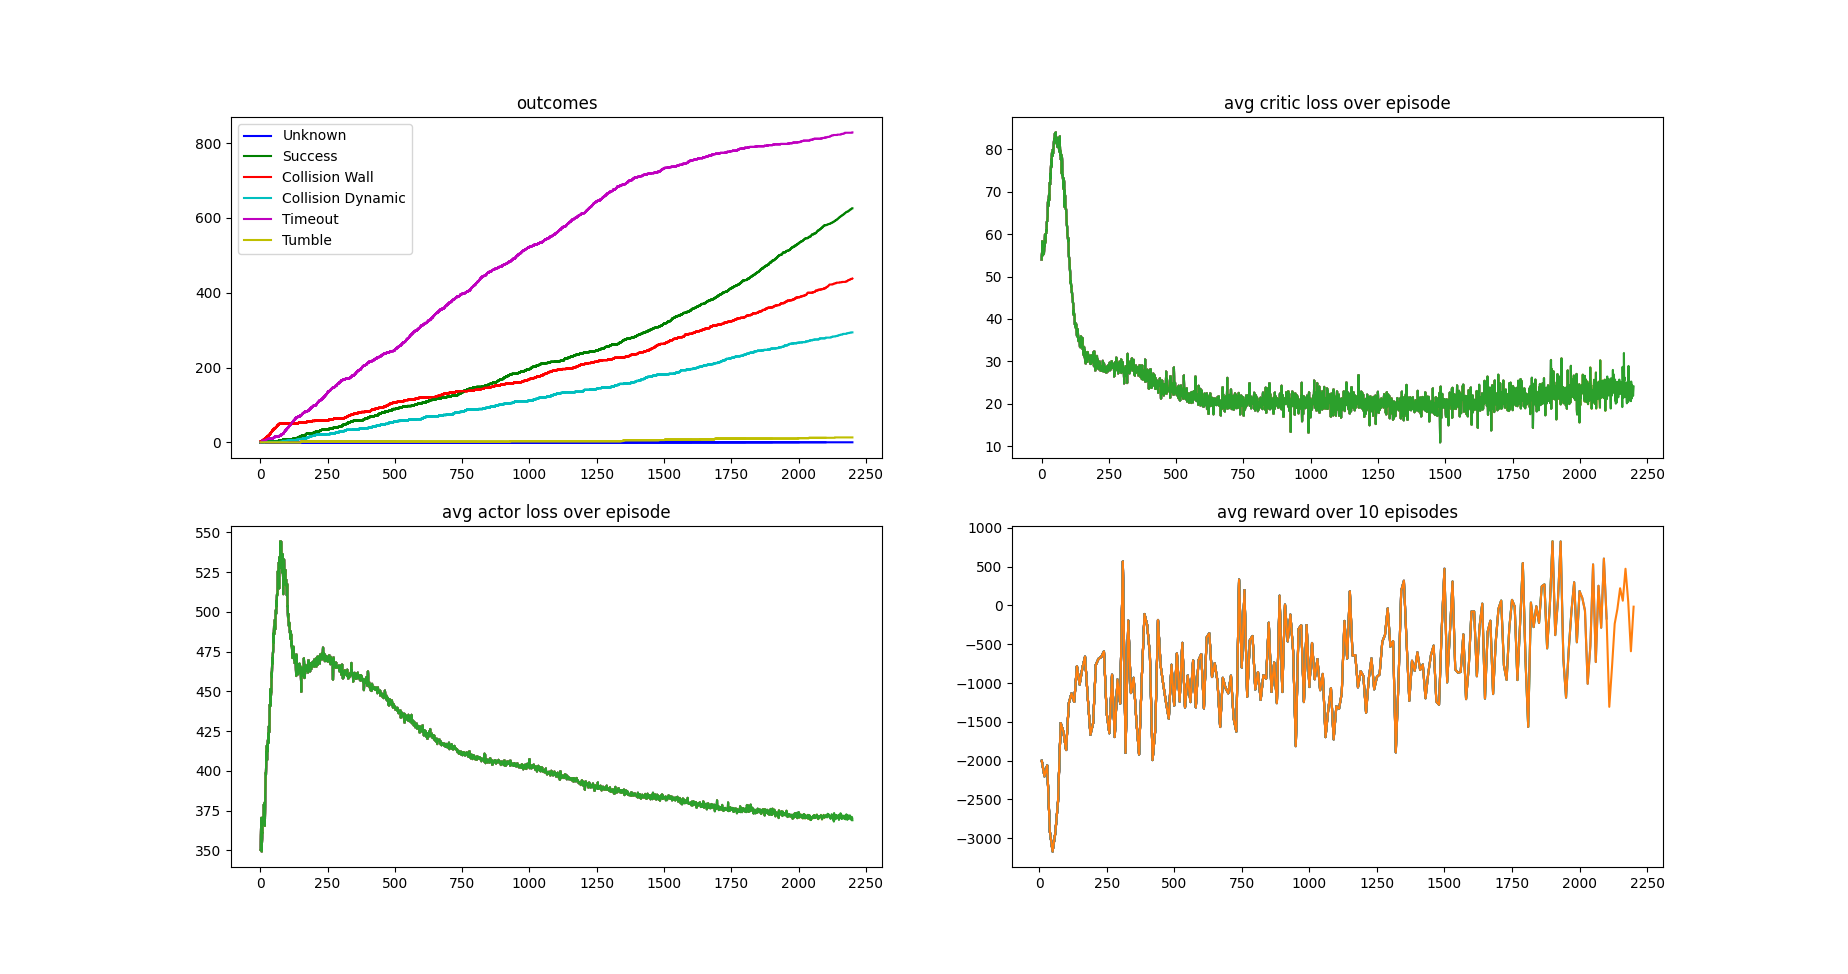 outcomes
800
600
400
200
0
Unknown
Success
Collision Wall
Collision Dynamic
Timeout
Tumble
0 250 500 750 1000 1250 1500 1750 2000 2250
avg critic loss over episode
80
70
60
50
40
30
20
10
0 250 500 750 1000 1250 1500 1750 2000 2250
avg actor loss over episode
550
525
500
475
450
425
400
375
350
0 250 500 750 1000 1250 1500 1750 2000 2250
avg reward over 10 episodes
1000
500
0
−500
−1000
−1500
−2000
−2500
−3000
0 250 500 750 1000 1250 1500 1750 2000 2250